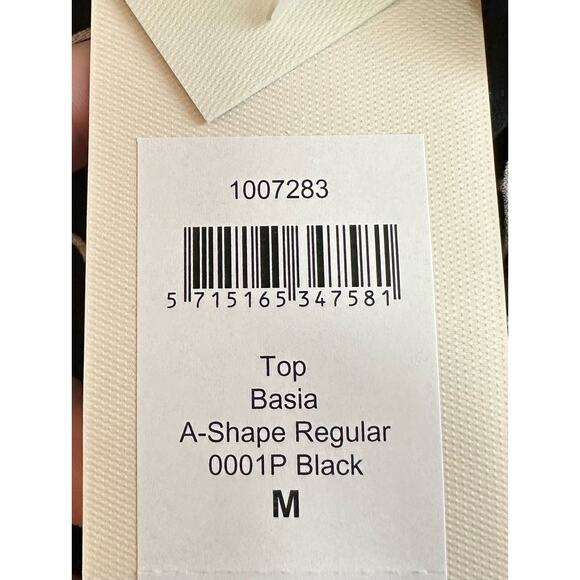 1007283
5 715165 347581
Top
Basia
A-Shape Regular
0001P Black
M